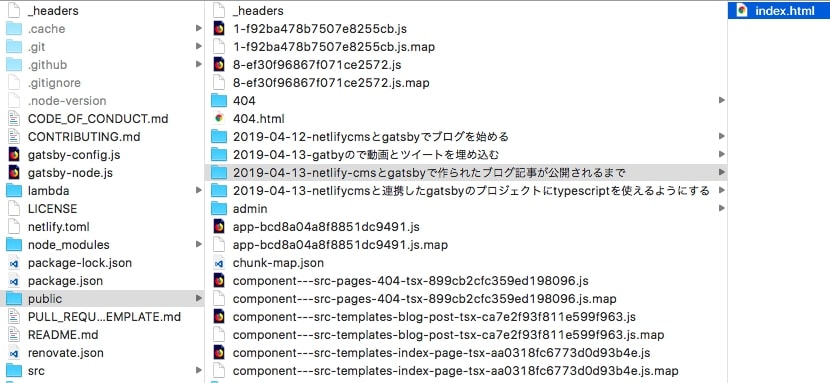 _headers
.cache
.git
.github
.gitignore
.node-version
CODE_OF_CONDUCT.md
CONTRIBUTING.md
gatsby-config.js
gatsby-node.js
lambda
LICENSE
netlify.toml
node_modules
package-lock.json
package.json
public
PULL_REQU...EMPLATE.md
README.md
renovate.json
src
_headers
1-f92ba478b7507e8255cb.js
1-f92ba478b7507e8255cb.js.map
8-ef30f96867f071ce2572.js
8-ef30f96867f071ce2572.js.map
404
404.html
2019-04-12-netlifycmsとgatsbyでブログを始める
2019-04-13-gatbyので動画とツイートを埋め込む
2019-04-13-netlify-cmsとgatsbyで作られたブログ記事が公開されるまで
2019-04-13-netlifycmsと連携したgatsbyのプロジェクトにtypescriptを使えるようにする
admin
app-bcd8a04a8f8851dc9491.js
app-bcd8a04a8f8851dc9491.js.map
chunk-map.json
component---src-pages-404-tsx-899cb2cfc359ed198096.js
component---src-pages-404-tsx-899cb2cfc359ed198096.js.map
component---src-templates-blog-post-tsx-ca7e2f93f811e599f963.js
component---src-templates-blog-post-tsx-ca7e2f93f811e599f963.js.map
component---src-templates-index-page-tsx-aa0318fc6773d0d93b4e.js
component---src-templates-index-page-tsx-aa0318fc6773d0d93b4e.js.map
index.html